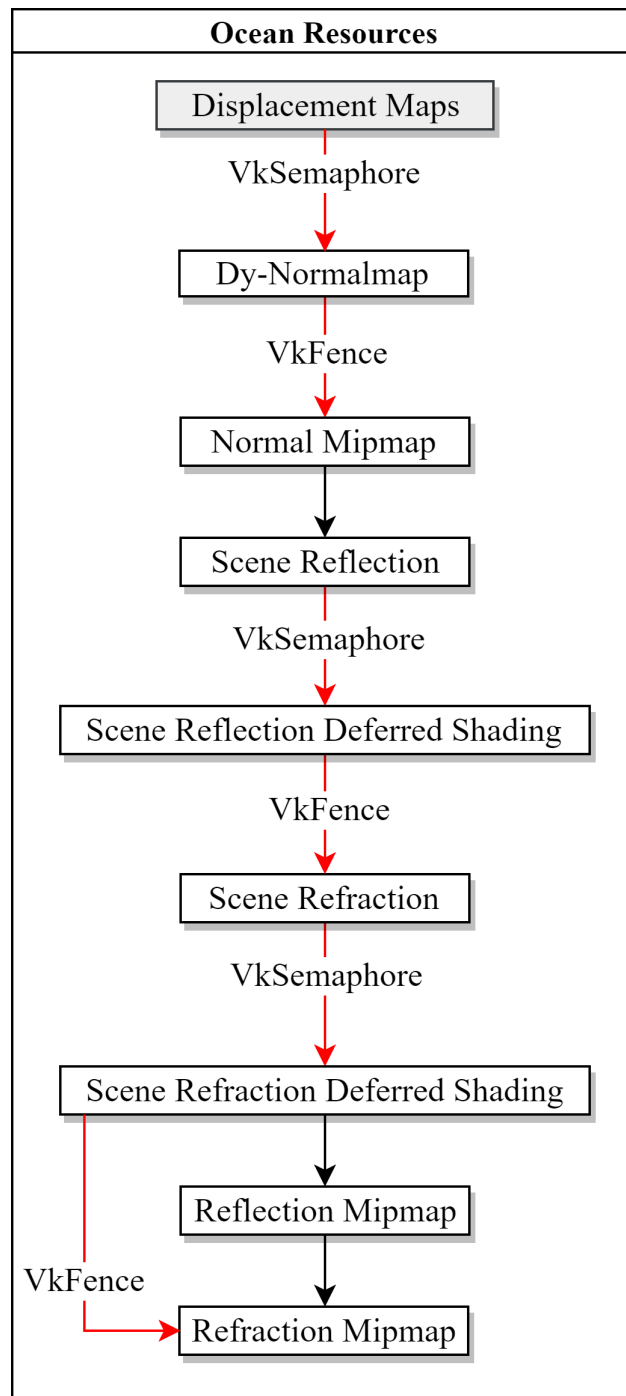 Ocean Resources
Displacement Maps
VkSemaphore
Dy-Normalmap
VkFence
Normal Mipmap
Scene Reflection
VkSemaphore
Scene Reflection Deferred Shading
VkFence
Scene Refraction
VkSemaphore
Scene Refraction Deferred Shading
Reflection Mipmap
VkFence
Refraction Mipmap